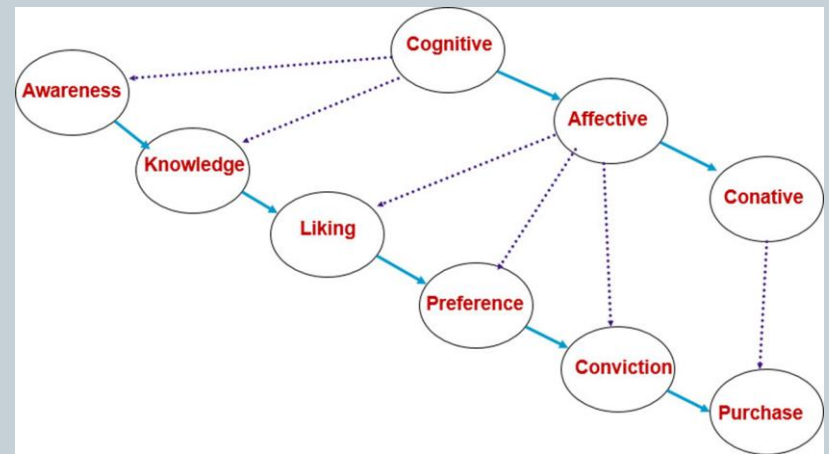 Cognitive
Awareness
Affective
Knowledge
Conative
Liking
Preference
Conviction
Purchase